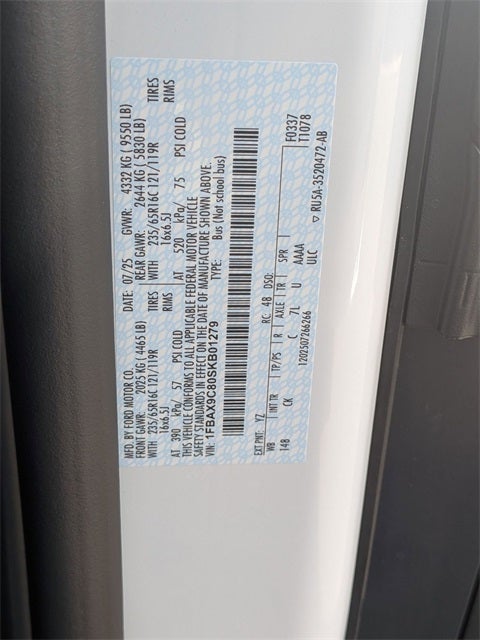 MFD. BY FORD MOTOR CO. DATE: 07/25 GVWR: 4332 KG ( 9550 LB)
FRONT GAWR: 2025 KG ( 4465 LB) REAR GAWR: 2644 KG ( 5830 LB)
WITH 235/65R16C 121/119R TIRES WITH 235/65R16C 121/119R TIRES
16x6.5J RIMS 16x6.5J RIMS
AT 390 kPa/ 57 PSI COLD AT 520 kPa/ 75 PSI COLD
THIS VEHICLE CONFORMS TO ALL APPLICABLE FEDERAL MOTOR VEHICLE
SAFETY STANDARDS IN EFFECT ON THE DATE OF MANUFACTURE SHOWN ABOVE.
VIN: 1FBAX9C80SKB01279 TYPE: Bus (Not school bus)
EXT PNT: YZ RC: 48 DSO: F0337
WB INT TR TP/PS R AXLE TR SPR T1078
148 CK C 7L U AAAA
ULC
1202507266266 ▽ RU5A-3520472-AB